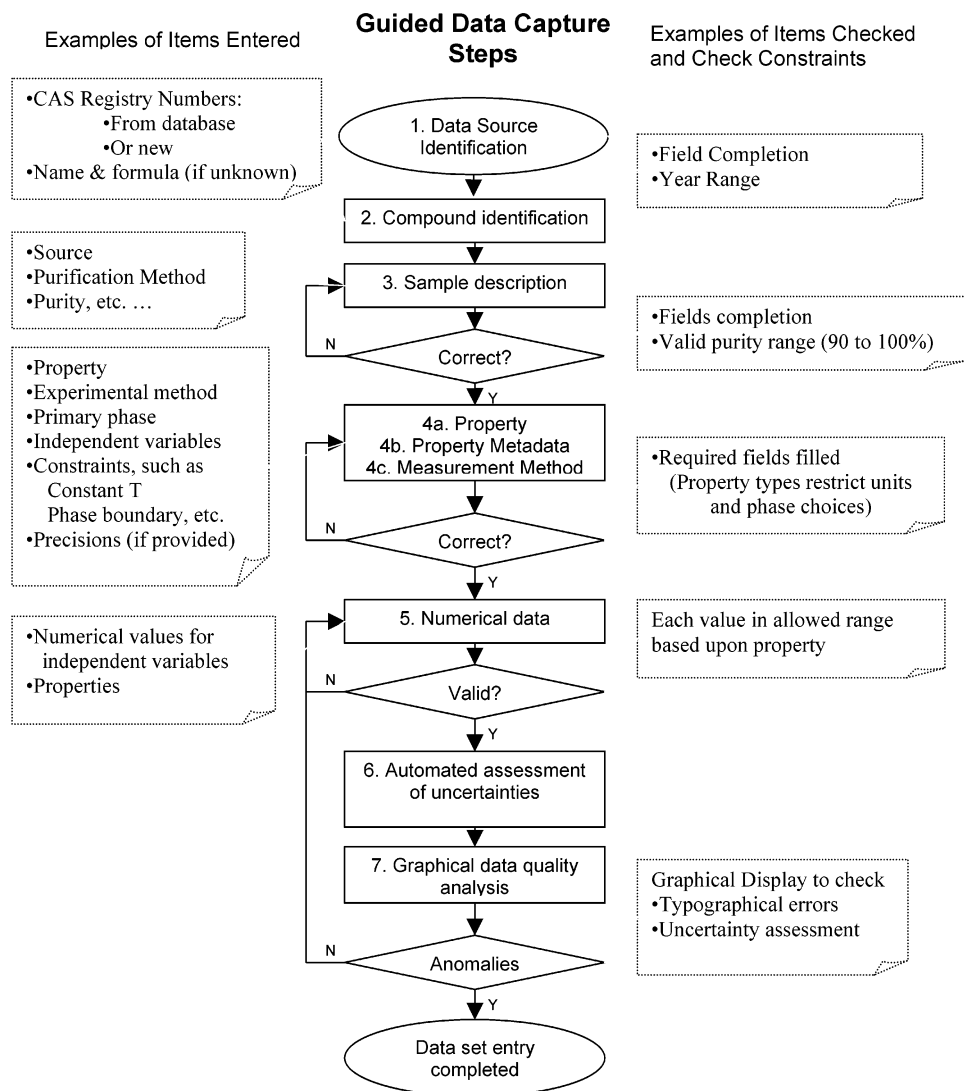 Guided Data Capture
Steps
Examples of Items Entered
Examples of Items Checked
and Check Constraints
•CAS Registry Numbers:
•From database
•Or new
•Name & formula (if unknown)
•Source
•Purification Method
•Purity, etc. …
•Property
•Experimental method
•Primary phase
•Independent variables
•Constraints, such as
Constant T
Phase boundary, etc.
•Precisions (if provided)
•Numerical values for
independent variables
•Properties
1. Data Source
Identification
2. Compound identification
3. Sample description
N
Correct?
Y
4a. Property
4b. Property Metadata
4c. Measurement Method
N
Correct?
Y
5. Numerical data
N
Valid?
Y
6. Automated assessment
of uncertainties
7. Graphical data quality
analysis
N
Anomalies
Y
Data set entry
completed
•Field Completion
•Year Range
•Fields completion
•Valid purity range (90 to 100%)
•Required fields filled
(Property types restrict units
and phase choices)
Each value in allowed range
based upon property
Graphical Display to check
•Typographical errors
•Uncertainty assessment